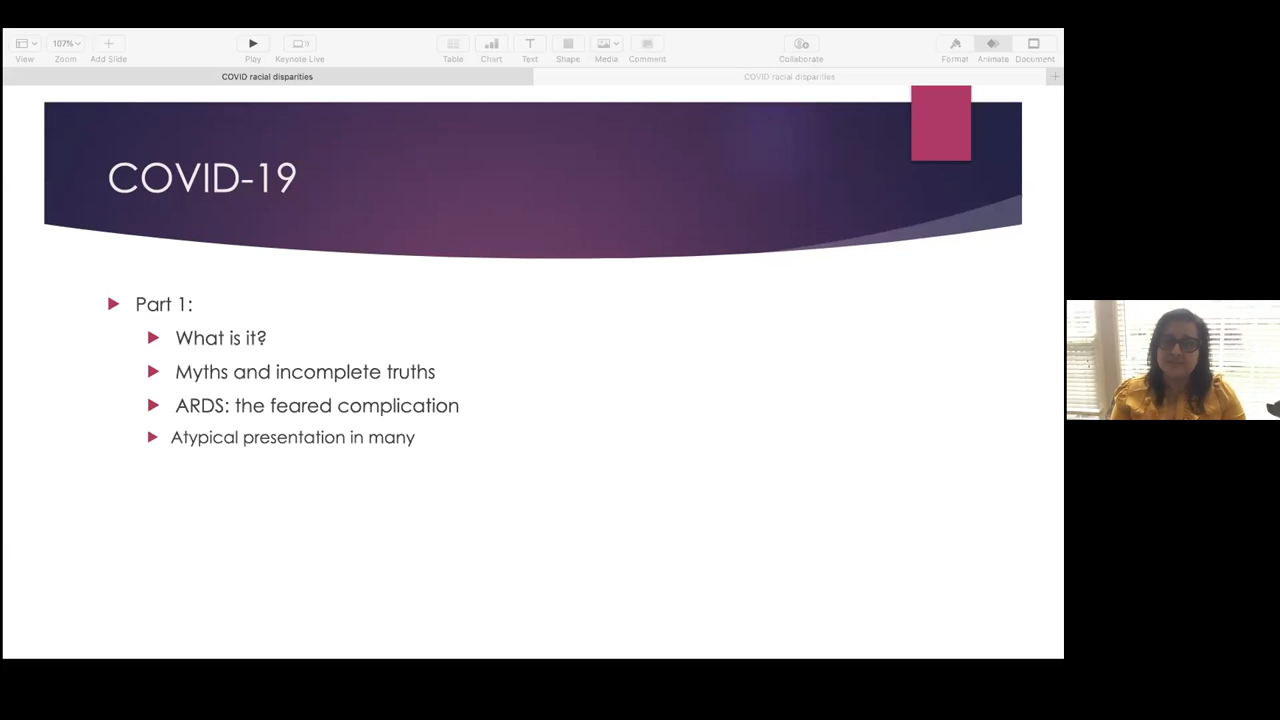 107%
View Zoom Add Slide Play Keynote Live Table Chart Text Shape Media Comment Collaborate Format Animate Document
COVID racial disparities COVID racial disparities
COVID-19
Part 1:
What is it?
Myths and incomplete truths
ARDS: the feared complication
Atypical presentation in many